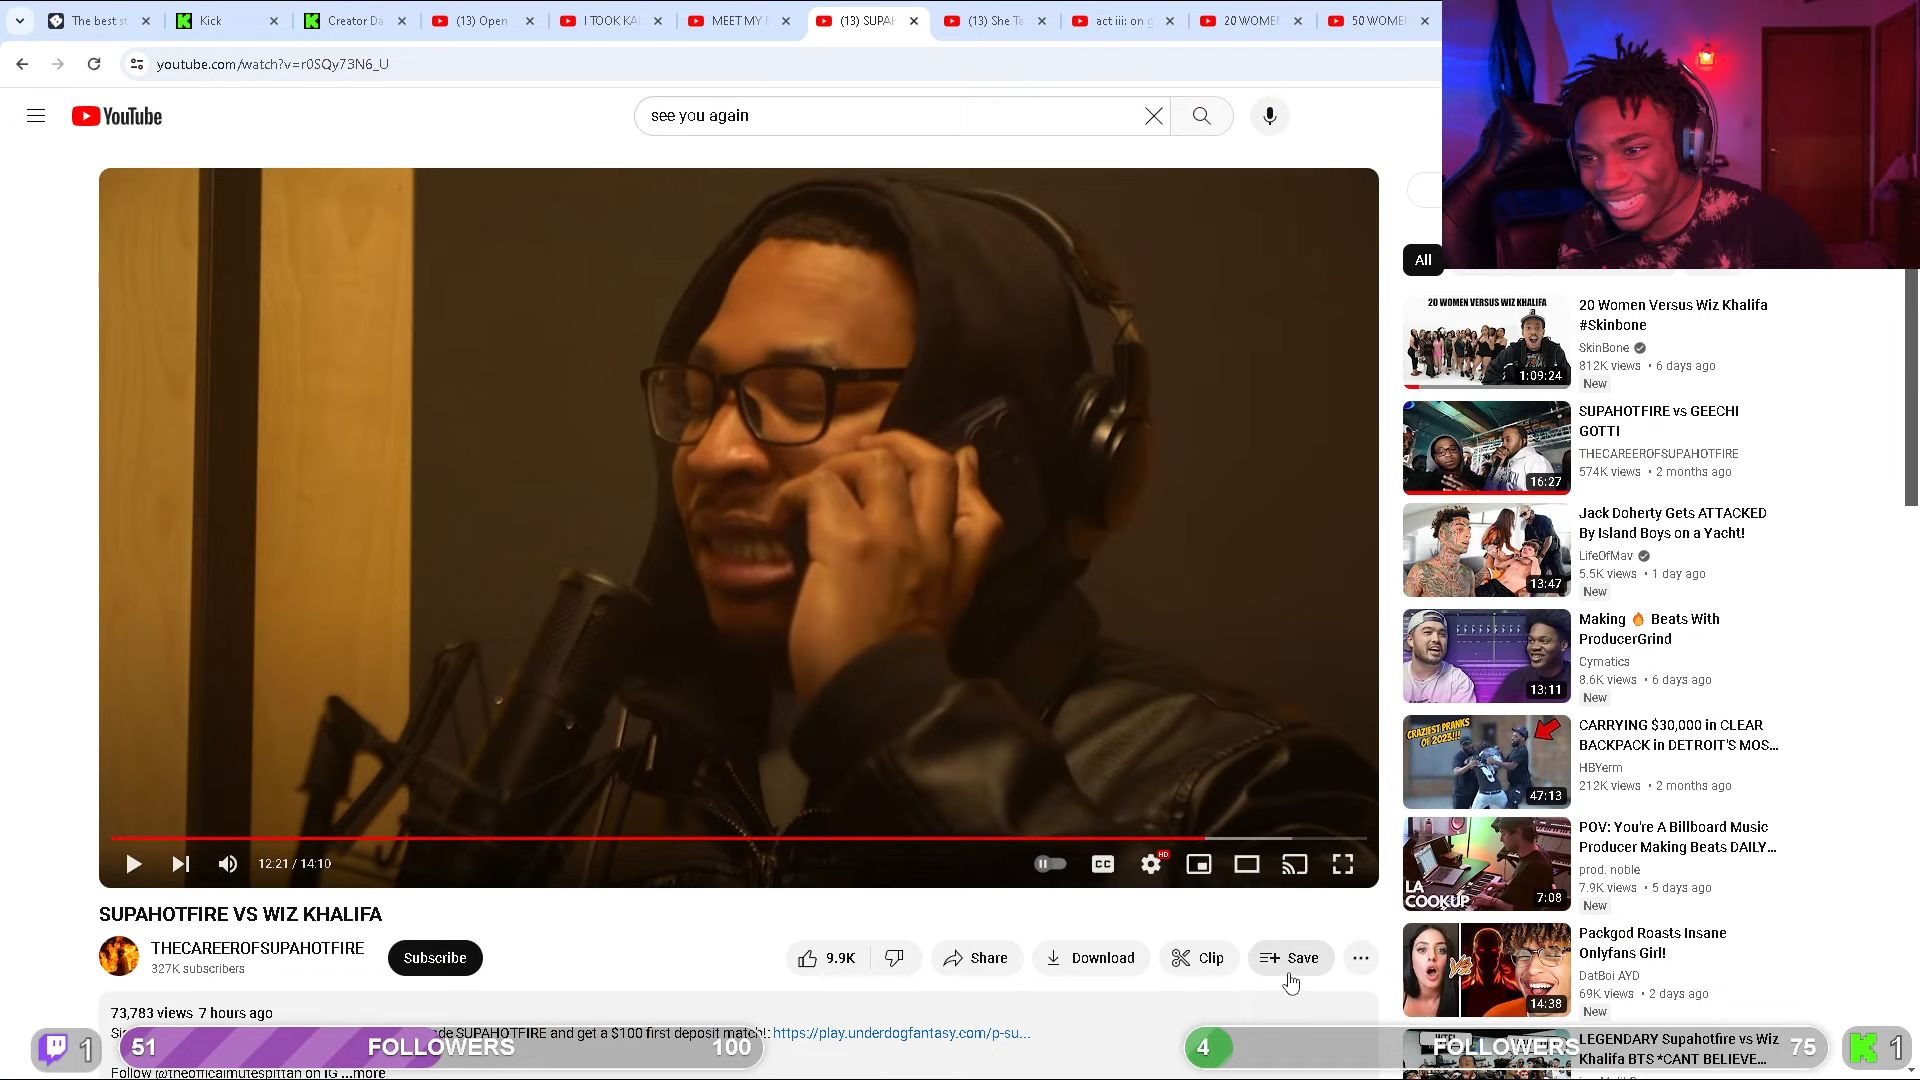 The best s
Kick
Creator Da
(13) Open
I TOOK KA
MEET MY
(13) SUPAH
(13) She Ta
act iii: on g
20 WOME
50 WOME
youtube.com/watch?v=r0SQy73N6_U
YouTube
see you again
All
20 WOMEN VERSUS WIZ KHALIFA
1:09:24
20 Women Versus Wiz Khalifa
#Skinbone
SkinBone
812K views • 6 days ago
New
16:27
SUPAHOTFIRE vs GEECHI
GOTTI
THECAREEROFSUPAHOTFIRE
574K views • 2 months ago
13:47
Jack Doherty Gets ATTACKED
By Island Boys on a Yacht!
LifeOfMav
5.5K views • 1 day ago
New
13:11
Making 🔥 Beats With
ProducerGrind
Cymatics
8.6K views • 6 days ago
New
CRAZIEST PRANKS
OF 2023!!!
47:13
CARRYING $30,000 in CLEAR
BACKPACK in DETROIT'S MOS...
HBYerm
212K views • 2 months ago
LA
COOKUP
7:08
POV: You're A Billboard Music
Producer Making Beats DAILY...
prod. noble
7.9K views • 5 days ago
New
VS
14:38
Packgod Roasts Insane
Onlyfans Girl!
DatBoi AYD
69K views • 2 days ago
New
LEGENDARY Supahotfire vs Wiz
Khalifa BTS *CANT BELIEVE...
12:21 / 14:10
CC
HD
SUPAHOTFIRE VS WIZ KHALIFA
THECAREEROFSUPAHOTFIRE
327K subscribers
Subscribe
9.9K
Share
Download
Clip
Save
73,783 views 7 hours ago
SUPAHOTFIRE and get a $100 first deposit match!: https://play.underdogfantasy.com/p-su...
Follow @theofficalmutespittan on IG ...more
1
51 FOLLOWERS 100
4 FOLLOWERS 75
K 1